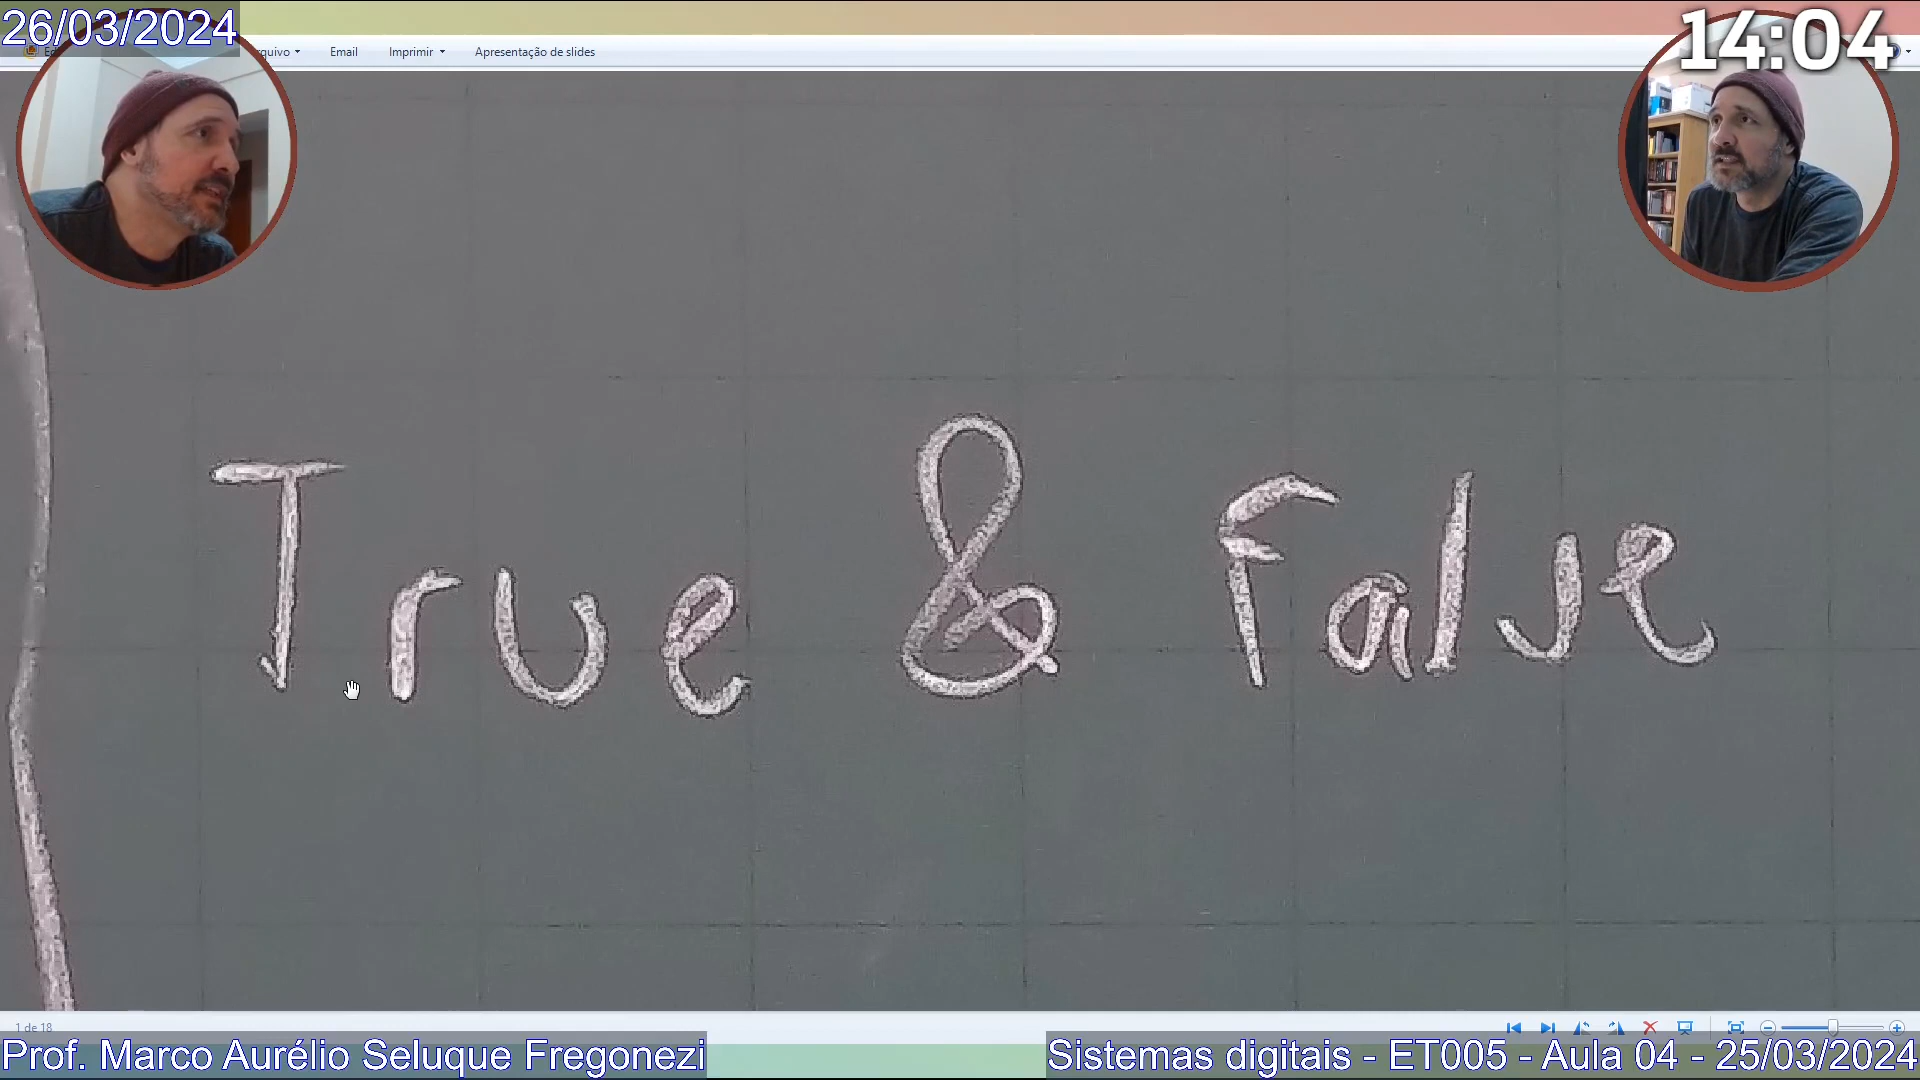 26/03/2024
14:04
Email
Imprimir
Apresentação de slides
True & False
1 de 18
Prof. Marco Aurélio Seluque Fregonezi
Sistemas digitais - ET005 - Aula 04 - 25/03/2024